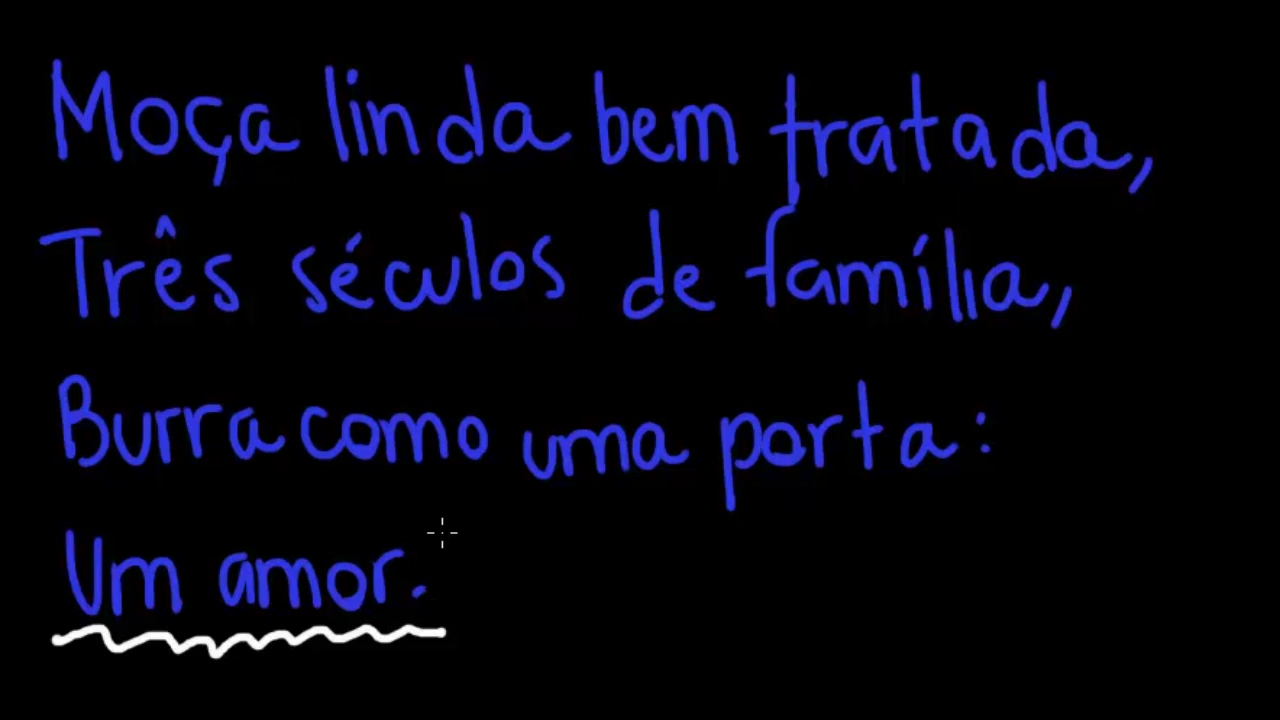 Moça linda bem tratada,
Três séculos de família,
Burra como uma porta:
Um amor.